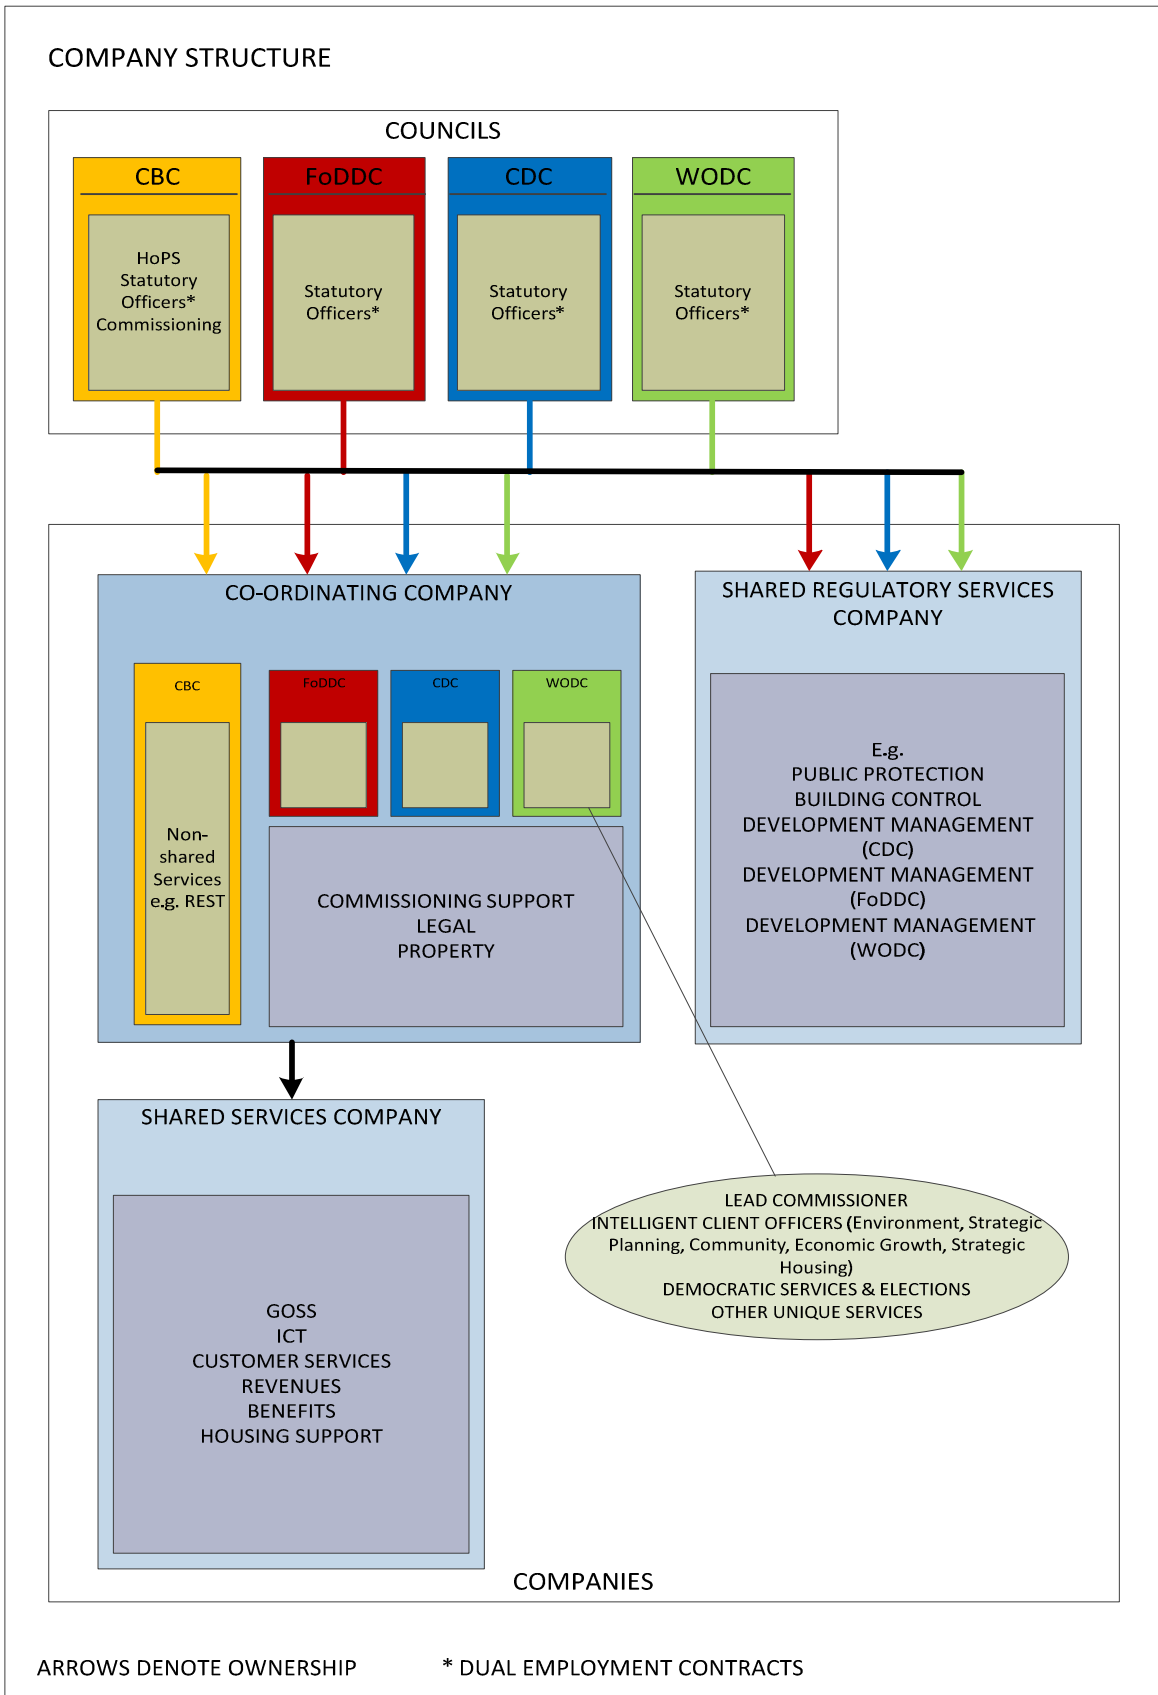 COMPANY STRUCTURE
COUNCILS
CBC
HoPS
Statutory
Officers*
Commissioning
FoDDC
Statutory
Officers*
CDC
Statutory
Officers*
WODC
Statutory
Officers*
CO-ORDINATING COMPANY
CBC
Non-
shared
Services
e.g. REST
FoDDC
CDC
WODC
COMMISSIONING SUPPORT
LEGAL
PROPERTY
SHARED REGULATORY SERVICES
COMPANY
E.g.
PUBLIC PROTECTION
BUILDING CONTROL
DEVELOPMENT MANAGEMENT
(CDC)
DEVELOPMENT MANAGEMENT
(FoDDC)
DEVELOPMENT MANAGEMENT
(WODC)
SHARED SERVICES COMPANY
GOSS
ICT
CUSTOMER SERVICES
REVENUES
BENEFITS
HOUSING SUPPORT
LEAD COMMISSIONER
INTELLIGENT CLIENT OFFICERS (Environment, Strategic
Planning, Community, Economic Growth, Strategic
Housing)
DEMOCRATIC SERVICES & ELECTIONS
OTHER UNIQUE SERVICES
COMPANIES
ARROWS DENOTE OWNERSHIP
* DUAL EMPLOYMENT CONTRACTS